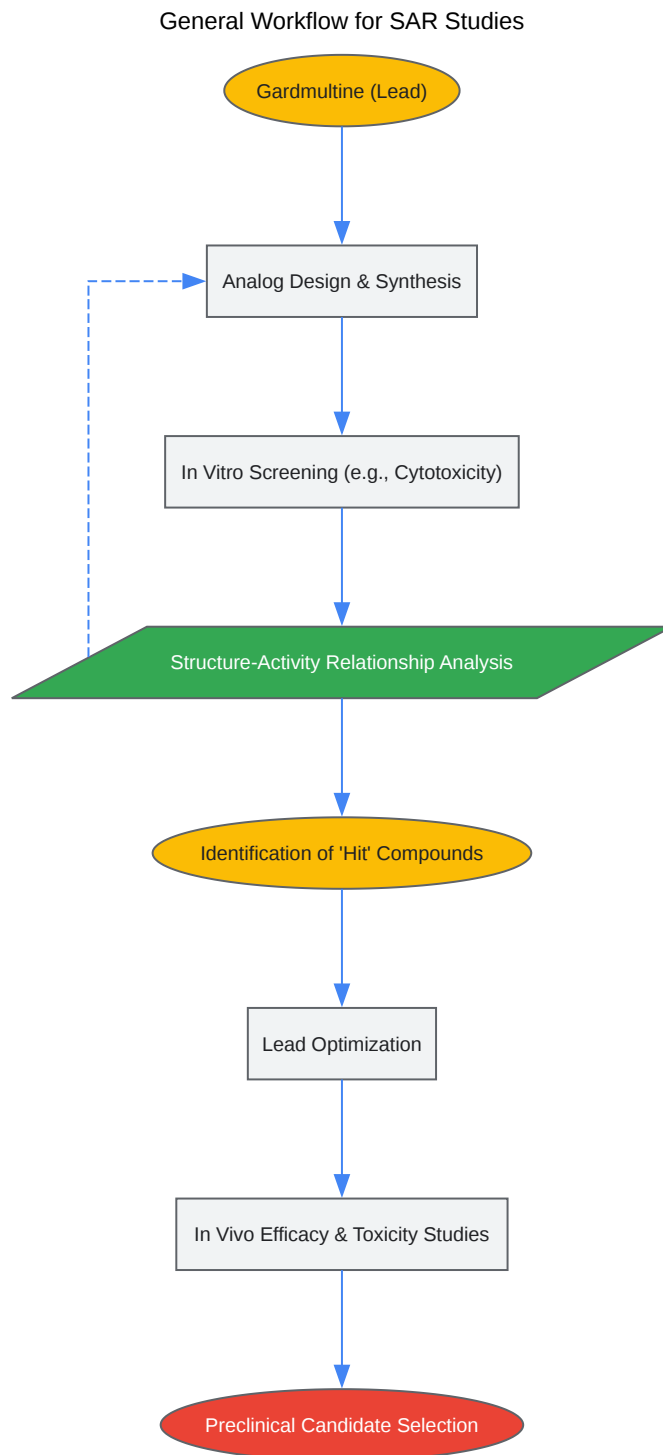 General Workflow for SAR Studies
Gardmultine (Lead)
Analog Design & Synthesis
In Vitro Screening (e.g., Cytotoxicity)
Structure-Activity Relationship Analysis
Identification of 'Hit' Compounds
Lead Optimization
In Vivo Efficacy & Toxicity Studies
Preclinical Candidate Selection